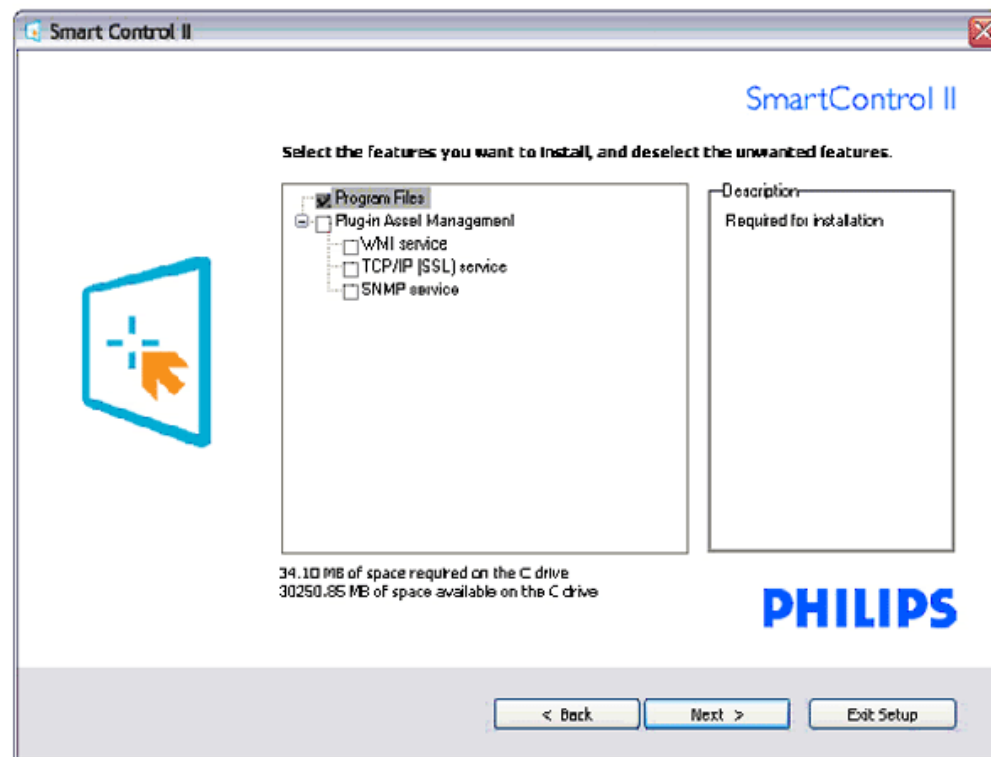 Smart Control II
SmartControl II
Select the features you want to install, and deselect the unwanted features.
Program Files
Plug-in Asset Management
WMI service
TCP/IP (SSL) service
SNMP service
Description
Required for installation
34.10 MB of space required on the C drive
30250.85 MB of space available on the C drive
PHILIPS
< Back
Next >
Exit Setup